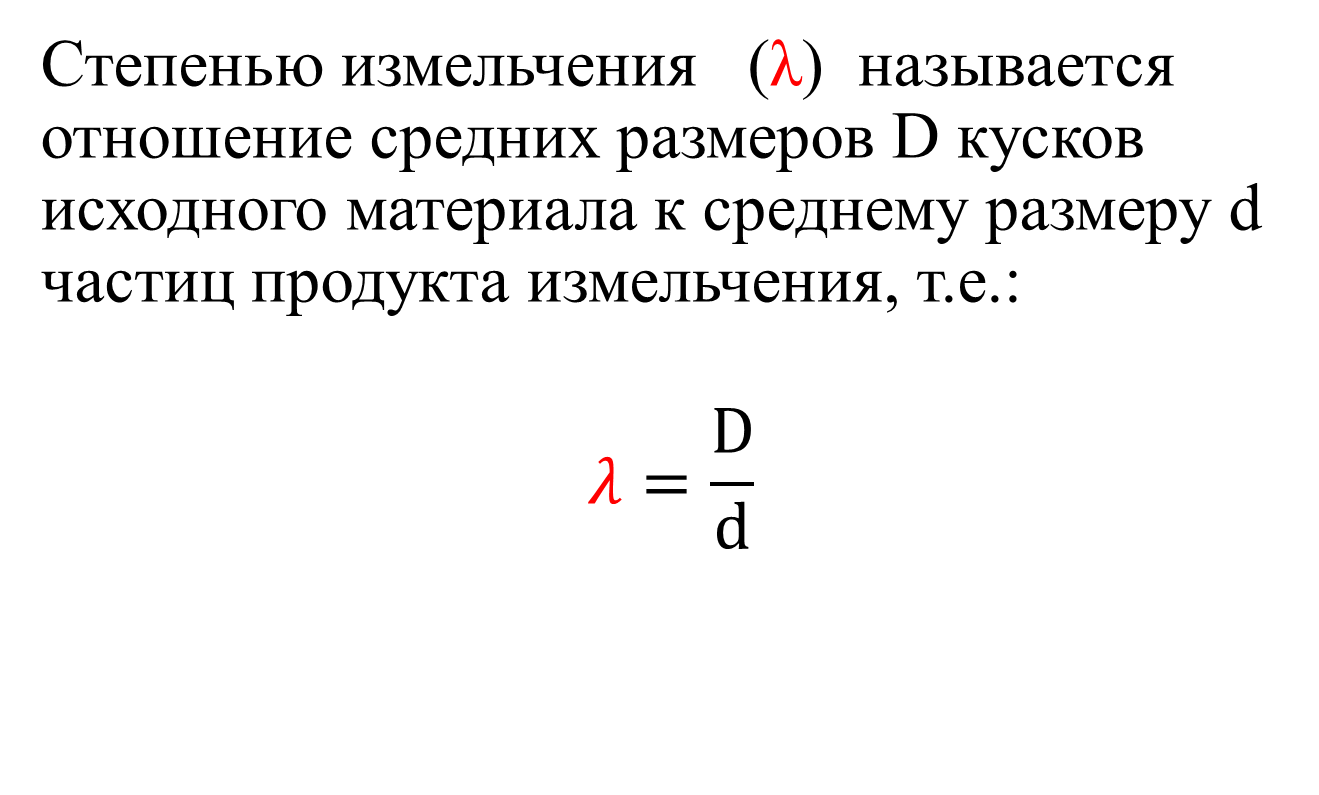 Степенью измельчения (λ) называется
отношение средних размеров D кусков
исходного материала к среднему размеру d
частиц продукта измельчения, т.е.:
λ = D/d